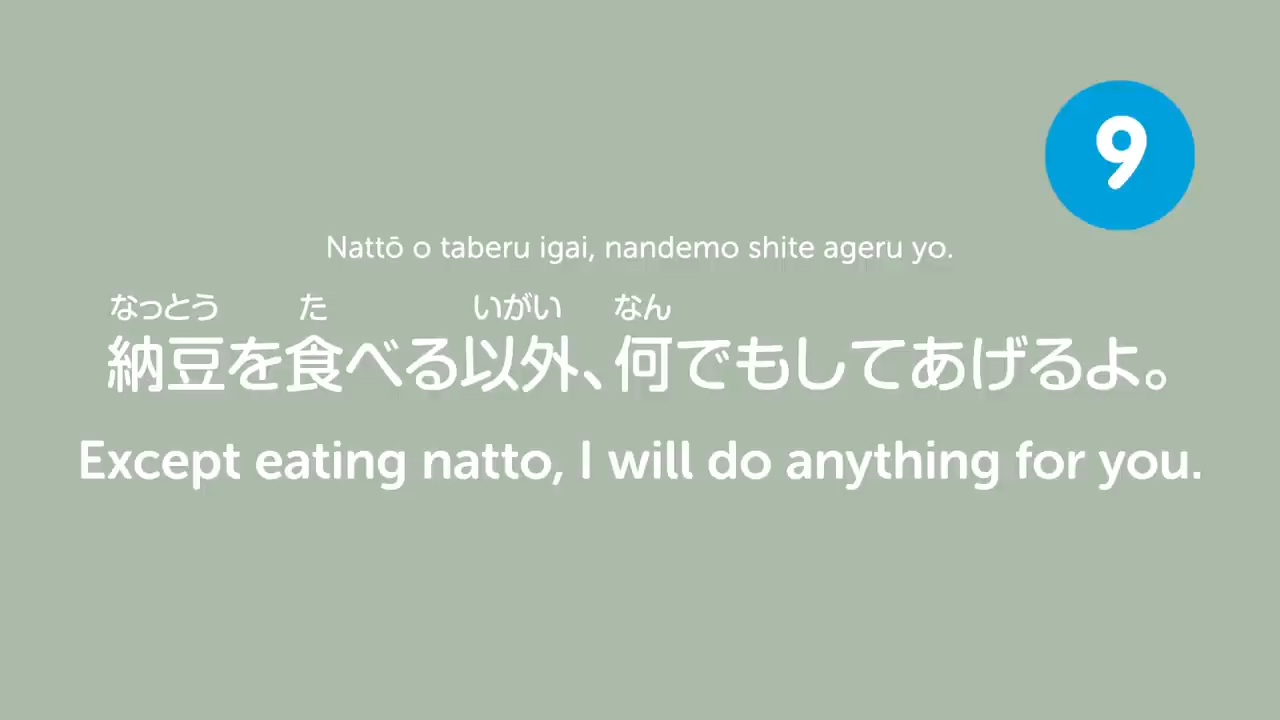 9
Nattō o taberu igai, nandemo shite ageru yo.
なっとう た いがい なん
納豆を食べる以外、何でもしてあげるよ。
Except eating natto, I will do anything for you.